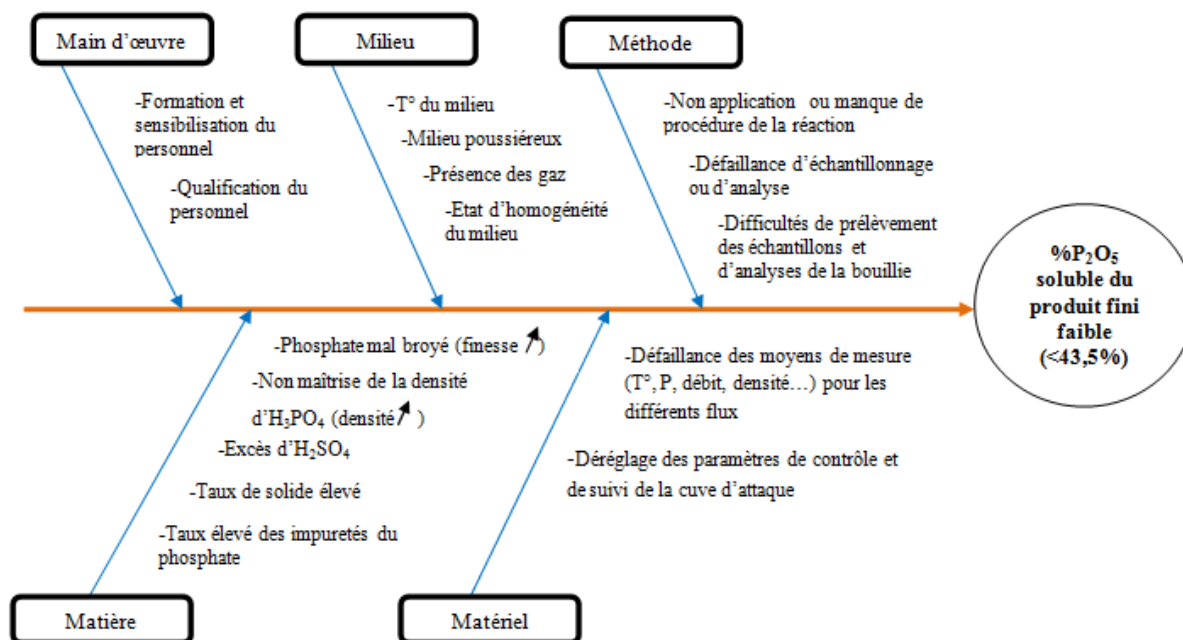 Main d'œuvre
Milieu
Méthode
-Formation et
sensibilisation du
personnel
-Qualification du
personnel
-T° du milieu
-Milieu poussiéreux
-Présence des gaz
-Etat d'homogénéité
du milieu
-Non application ou manque de
procédure de la réaction
-Défaillance d'échantillonnage
ou d'analyse
-Difficultés de prélèvement
des échantillons et
d'analyses de la bouillie
%P₂O₅
soluble du
produit fini
faible
(<43,5%)
-Phosphate mal broyé (finesse ↗)
-Non maîtrise de la densité
d'H₃PO₄ (densité ↗)
-Excès d'H₂SO₄
-Taux de solide élevé
-Taux élevé des impuretés du
phosphate
-Défaillance des moyens de mesure
(T°, P, débit, densité…) pour les
différents flux
-Déréglage des paramètres de contrôle et
de suivi de la cuve d'attaque
Matière
Matériel